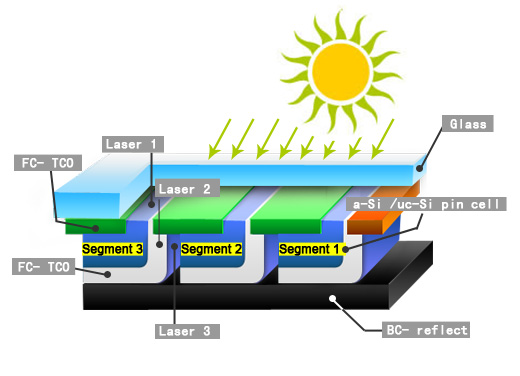 Glass
Laser 1
FC- TCO
Laser 2
a-Si /uc-Si pin cell
Segment 3
Segment 2
Segment 1
FC- TCO
Laser 3
BC- reflect